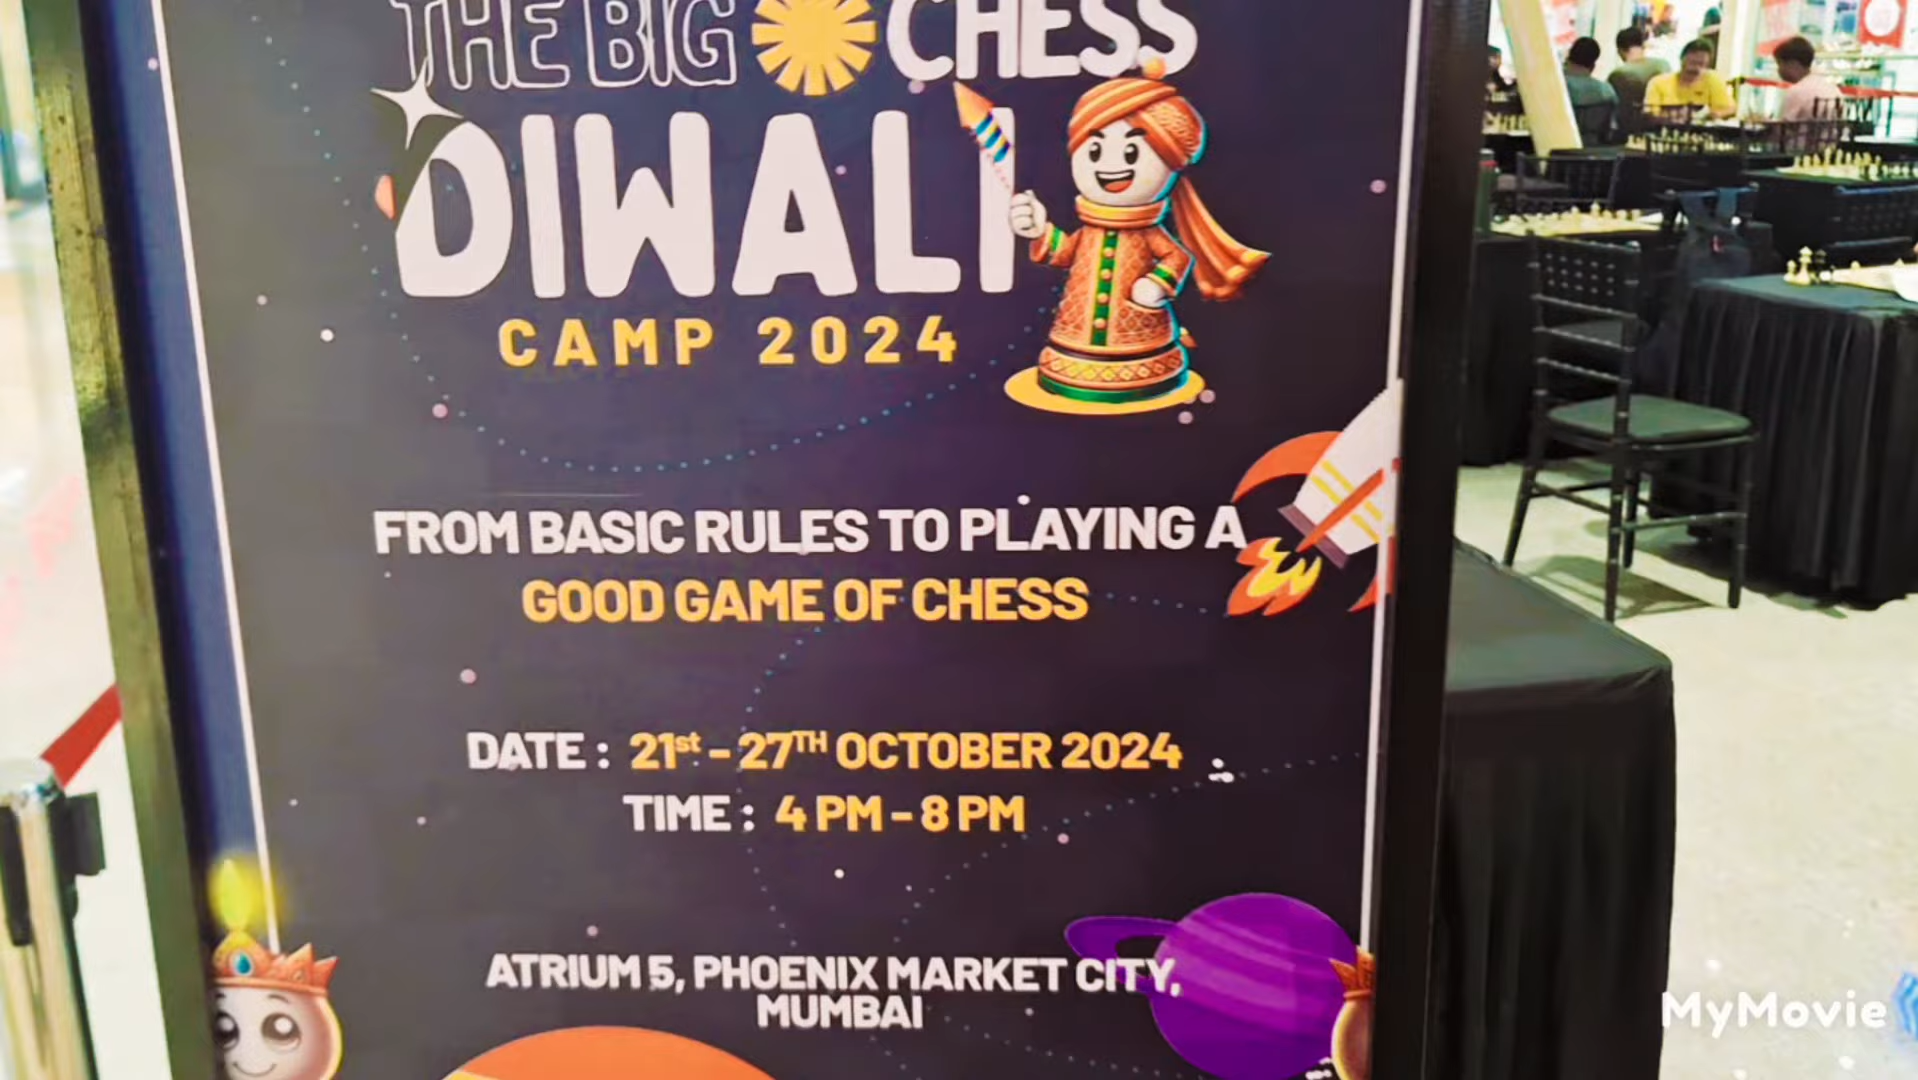 THE BIG CHESS
DIWALI
CAMP 2024
FROM BASIC RULES TO PLAYING A
GOOD GAME OF CHESS
DATE : 21st - 27TH OCTOBER 2024
TIME : 4 PM - 8 PM
ATRIUM 5, PHOENIX MARKET CITY,
MUMBAI
MyMovie